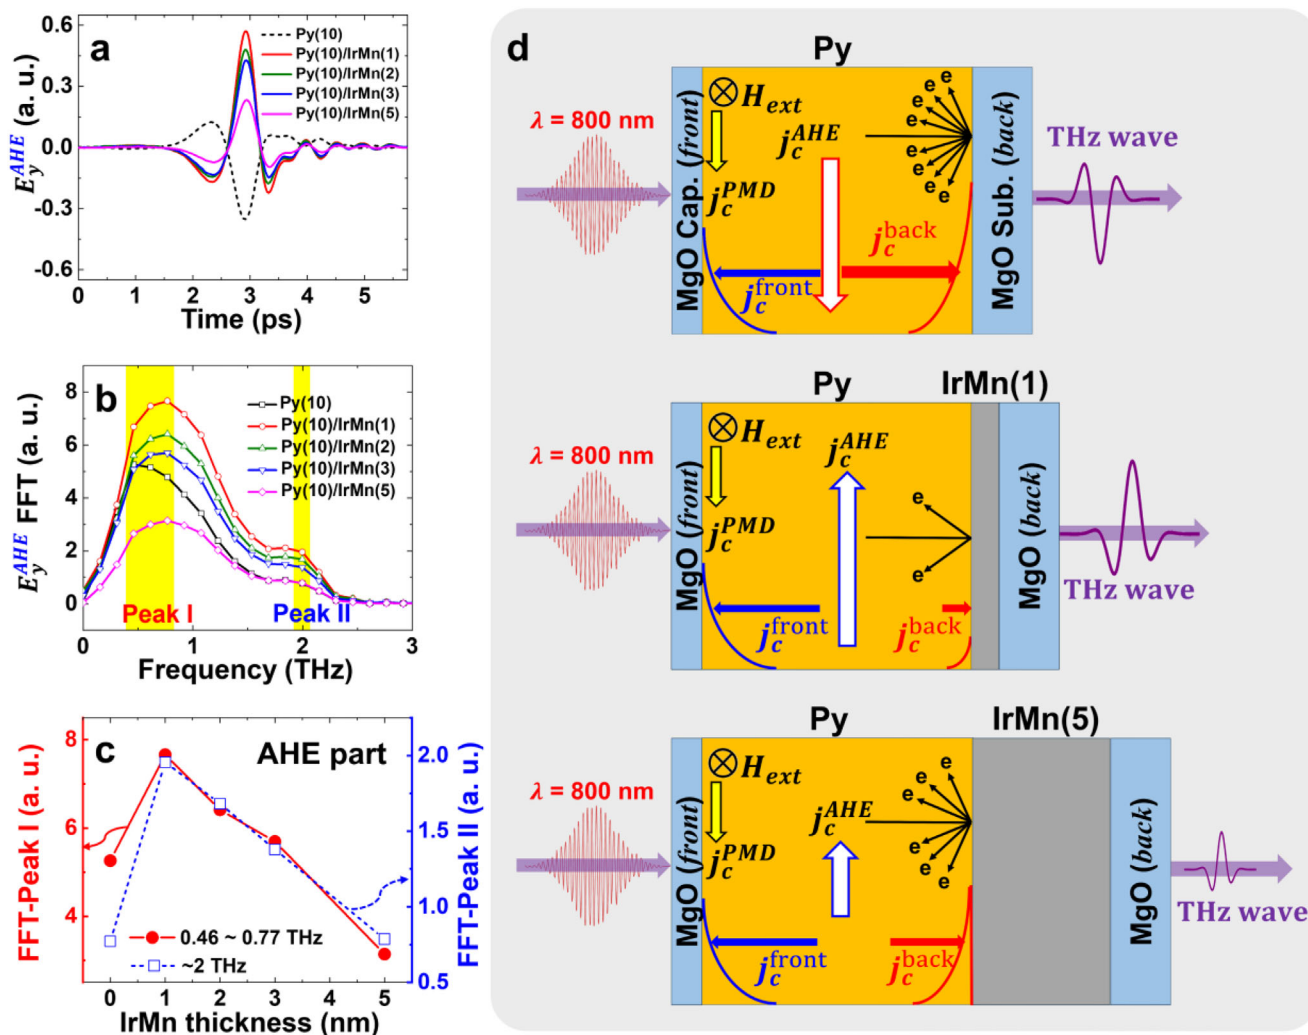 a
0.6
0.3
0.0
-0.3
-0.6
E_y^AHE (a. u.)
Py(10)
Py(10)/IrMn(1)
Py(10)/IrMn(2)
Py(10)/IrMn(3)
Py(10)/IrMn(5)
0 1 2 3 4 5
Time (ps)
b
8
6
4
2
0
E_y^AHE FFT (a. u.)
Py(10)
Py(10)/IrMn(1)
Py(10)/IrMn(2)
Py(10)/IrMn(3)
Py(10)/IrMn(5)
Peak I
Peak II
0 1 2 3
Frequency (THz)
c
AHE part
8
6
4
FFT-Peak I (a. u.)
2.0
1.5
1.0
0.5
FFT-Peak II (a. u.)
0.46 ~ 0.77 THz
~2 THz
0 1 2 3 4 5
IrMn thickness (nm)
d
Py
λ = 800 nm
MgO Cap. (front)
H_ext
j_c^PMD
j_c^AHE
j_c^front
j_c^back
e
e
e
e
e
e
e
e
MgO Sub. (back)
THz wave
Py
IrMn(1)
λ = 800 nm
MgO (front)
H_ext
j_c^PMD
j_c^AHE
j_c^front
j_c^back
e
e
MgO (back)
THz wave
Py
IrMn(5)
λ = 800 nm
MgO (front)
H_ext
j_c^PMD
j_c^AHE
j_c^front
j_c^back
e
e
e
e
e
e
MgO (back)
THz wave